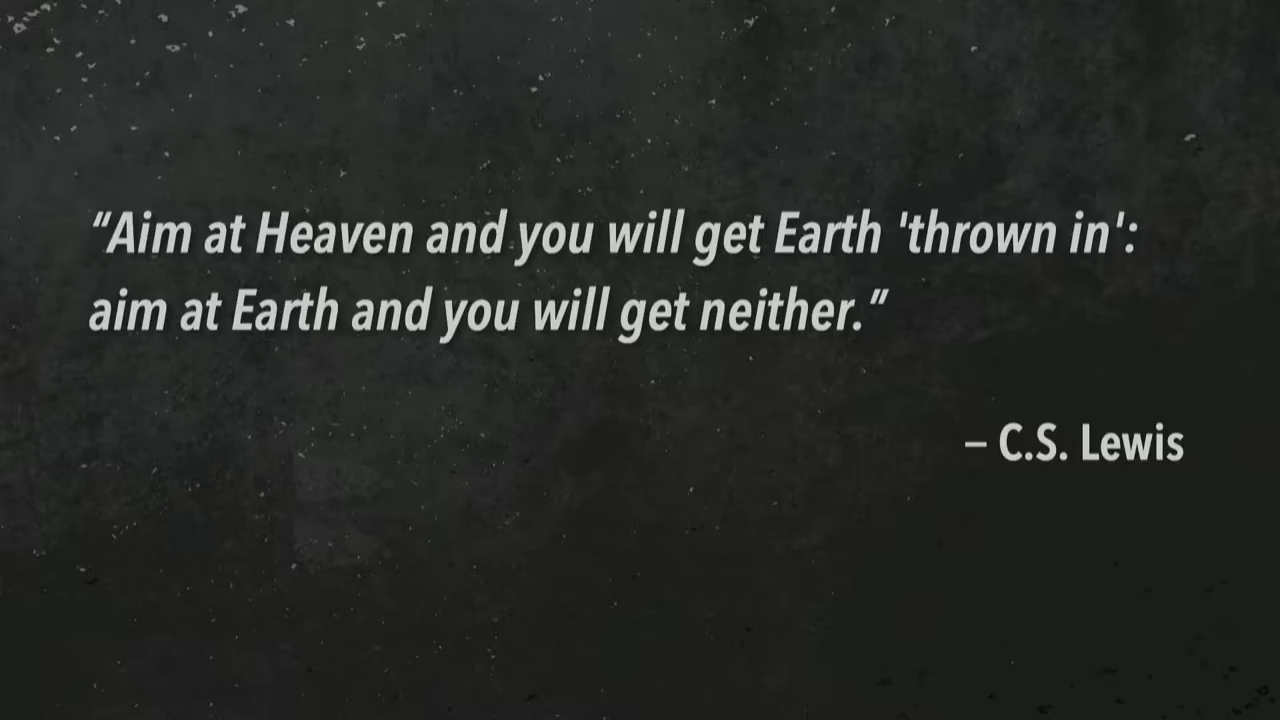 “Aim at Heaven and you will get Earth 'thrown in':
aim at Earth and you will get neither.”
– C.S. Lewis